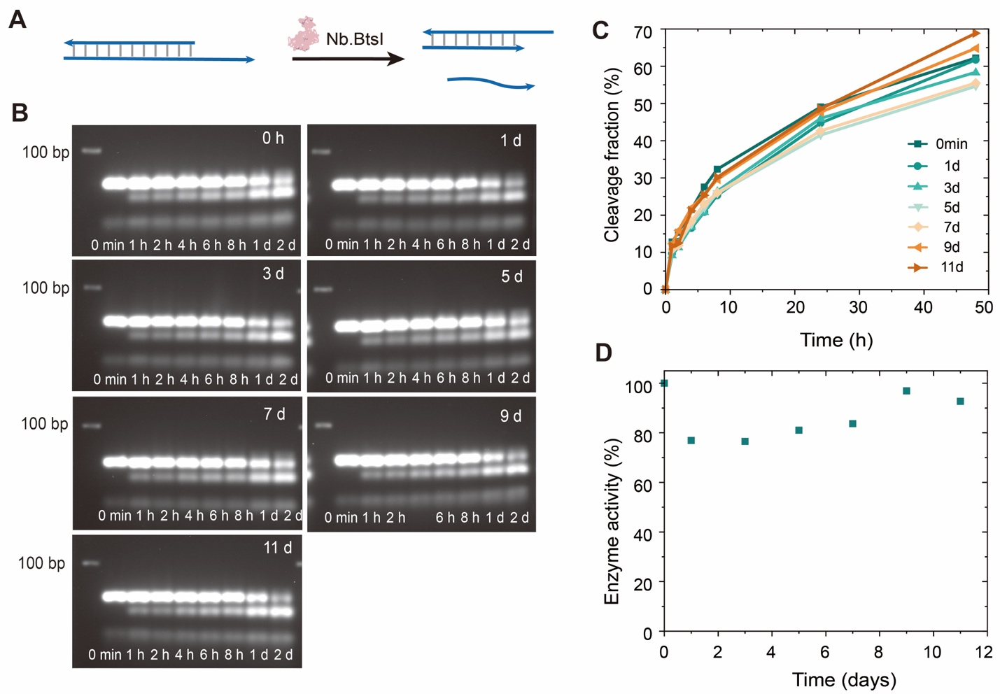 A
Nb.BtsI
B
0 h
100 bp
0 min 1 h 2 h 4 h 6 h 8 h 1 d 2 d
1 d
0 min 1 h 2 h 4 h 6 h 8 h 1 d 2 d
3 d
100 bp
0 min 1 h 2 h 4 h 6 h 8 h 1 d 2 d
5 d
0 min 1 h 2 h 4 h 6 h 8 h 1 d 2 d
7 d
100 bp
0 min 1 h 2 h 4 h 6 h 8 h 1 d 2 d
9 d
0 min 1 h 2 h 6 h 8 h 1 d 2 d
11 d
100 bp
0 min 1 h 2 h 4 h 6 h 8 h 1 d 2 d
C
Cleavage fraction (%)
70
60
50
40
30
20
10
0
0min
1d
3d
5d
7d
9d
11d
0 10 20 30 40 50
Time (h)
D
Enzyme activity (%)
100
80
60
40
20
0
0 2 4 6 8 10 12
Time (days)